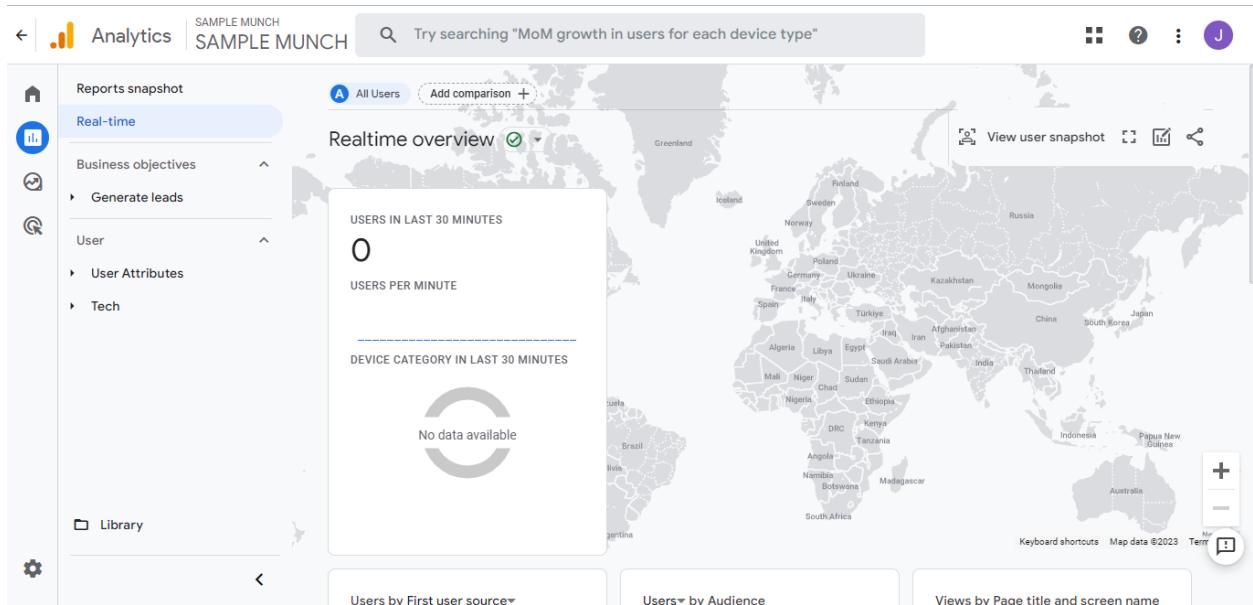 SAMPLE MUNCH
Analytics
SAMPLE MUNCH
Try searching "MoM growth in users for each device type"
J
Reports snapshot
Real-time
Business objectives
Generate leads
User
User Attributes
Tech
Library
A All Users
Add comparison +
Realtime overview
View user snapshot
USERS IN LAST 30 MINUTES
0
USERS PER MINUTE
DEVICE CATEGORY IN LAST 30 MINUTES
No data available
Greenland
Iceland
Finland
Sweden
Norway
Russia
United
Kingdom
Poland
Germany
Ukraine
France
Kazakhstan
Mongolia
Spain
Italy
Türkiye
China
South Korea
Japan
Iraq
Iran
Afghanistan
Pakistan
Algeria
Libya
Egypt
Saudi Arabia
India
Thailand
Mali
Niger
Chad
Sudan
Nigeria
Ethiopia
DRC
Kenya
Tanzania
Indonesia
Papua New
Guinea
Brazil
Angola
Namibia
Botswana
Madagascar
Australia
South Africa
Keyboard shortcuts
Map data ©2023
Users by First user source
Users by Audience
Views by Page title and screen name